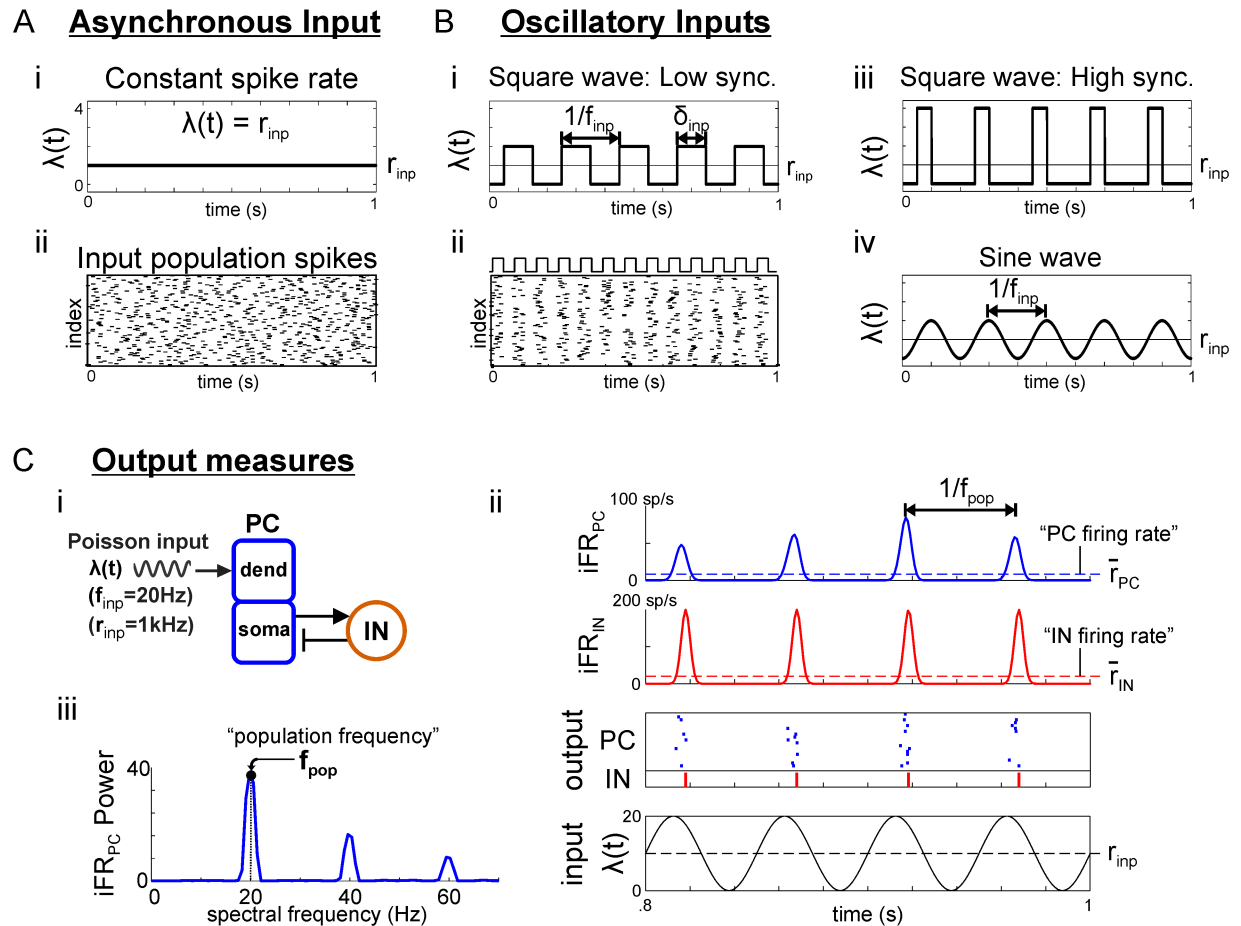 A Asynchronous Input
i Constant spike rate
4
λ(t) = r_inp
λ(t)
r_inp
0
0 1
time (s)
ii Input population spikes
index
0 1
time (s)
B Oscillatory Inputs
i Square wave: Low sync.
1/f_inp δ_inp
λ(t)
r_inp
0 1
time (s)
ii
index
0 1
time (s)
iii Square wave: High sync.
λ(t)
r_inp
0 1
time (s)
iv Sine wave
1/f_inp
λ(t)
r_inp
0 1
time (s)
C Output measures
i
PC
Poisson input
λ(t)
(f_inp=20Hz)
(r_inp=1kHz)
dend
soma
IN
ii
100 sp/s
1/f_pop
iFR_PC
“PC firing rate”
r̄_PC
0
200 sp/s
iFR_IN
“IN firing rate”
r̄_IN
0
output
PC
IN
input
λ(t)
20
r_inp
0
.8 1
time (s)
iii
“population frequency”
f_pop
40
iFR_PC Power
0
0 20 40 60
spectral frequency (Hz)